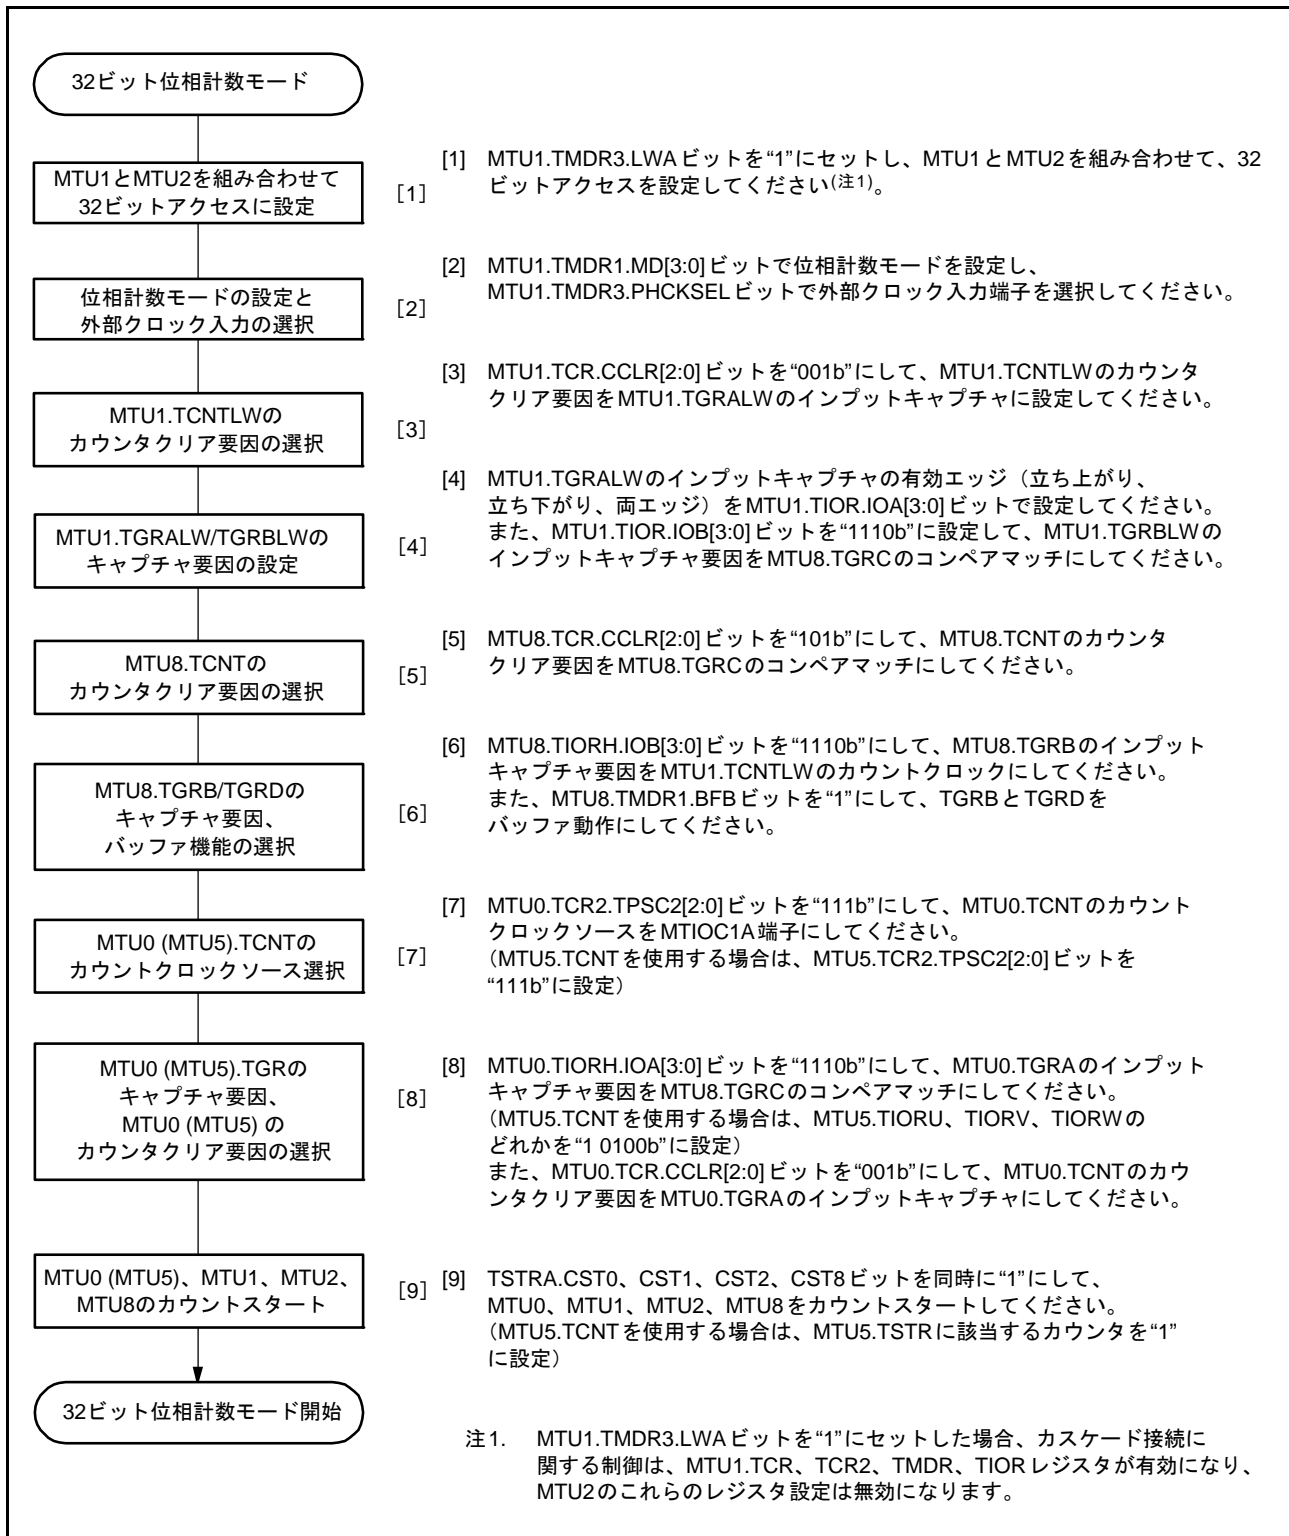 32ビット位相計数モード
MTU1とMTU2を組み合わせて
32ビットアクセスに設定
[1]
[1] MTU1.TMDR3.LWAビットを“1”にセットし、MTU1とMTU2を組み合わせて、32
ビットアクセスを設定してください(注1)。
位相計数モードの設定と
外部クロック入力の選択
[2]
[2] MTU1.TMDR1.MD[3:0]ビットで位相計数モードを設定し、
MTU1.TMDR3.PHCKSELビットで外部クロック入力端子を選択してください。
MTU1.TCNTLWの
カウンタクリア要因の選択
[3]
[3] MTU1.TCR.CCLR[2:0]ビットを“001b”にして、MTU1.TCNTLWのカウンタ
クリア要因をMTU1.TGRALWのインプットキャプチャに設定してください。
MTU1.TGRALW/TGRBLWの
キャプチャ要因の設定
[4]
[4] MTU1.TGRALWのインプットキャプチャの有効エッジ（立ち上がり、
立ち下がり、両エッジ）をMTU1.TIOR.IOA[3:0]ビットで設定してください。
また、MTU1.TIOR.IOB[3:0]ビットを“1110b”に設定して、MTU1.TGRBLWの
インプットキャプチャ要因をMTU8.TGRCのコンペアマッチにしてください。
MTU8.TCNTの
カウンタクリア要因の選択
[5]
[5] MTU8.TCR.CCLR[2:0]ビットを“101b”にして、MTU8.TCNTのカウンタ
クリア要因をMTU8.TGRCのコンペアマッチにしてください。
MTU8.TGRB/TGRDの
キャプチャ要因、
バッファ機能の選択
[6]
[6] MTU8.TIORH.IOB[3:0]ビットを“1110b”にして、MTU8.TGRBのインプット
キャプチャ要因をMTU1.TCNTLWのカウントクロックにしてください。
また、MTU8.TMDR1.BFBビットを“1”にして、TGRBとTGRDを
バッファ動作にしてください。
MTU0 (MTU5).TCNTの
カウントクロックソース選択
[7]
[7] MTU0.TCR2.TPSC2[2:0]ビットを“111b”にして、MTU0.TCNTのカウント
クロックソースをMTIOC1A端子にしてください。
（MTU5.TCNTを使用する場合は、MTU5.TCR2.TPSC2[2:0]ビットを
“111b”に設定）
MTU0 (MTU5).TGRの
キャプチャ要因、
MTU0 (MTU5) の
カウンタクリア要因の選択
[8]
[8] MTU0.TIORH.IOA[3:0]ビットを“1110b”にして、MTU0.TGRAのインプット
キャプチャ要因をMTU8.TGRCのコンペアマッチにしてください。
（MTU5.TCNTを使用する場合は、MTU5.TIORU、TIORV、TIORWの
どれかを“1 0100b”に設定）
また、MTU0.TCR.CCLR[2:0]ビットを“001b”にして、MTU0.TCNTのカウ
ンタクリア要因をMTU0.TGRAのインプットキャプチャにしてください。
MTU0 (MTU5)、MTU1、MTU2、
MTU8のカウントスタート
[9]
[9] TSTRA.CST0、CST1、CST2、CST8ビットを同時に“1”にして、
MTU0、MTU1、MTU2、MTU8をカウントスタートしてください。
（MTU5.TCNTを使用する場合は、MTU5.TSTRに該当するカウンタを“1”
に設定）
32ビット位相計数モード開始
注1. MTU1.TMDR3.LWAビットを“1”にセットした場合、カスケード接続に
関する制御は、MTU1.TCR、TCR2、TMDR、TIORレジスタが有効になり、
MTU2のこれらのレジスタ設定は無効になります。